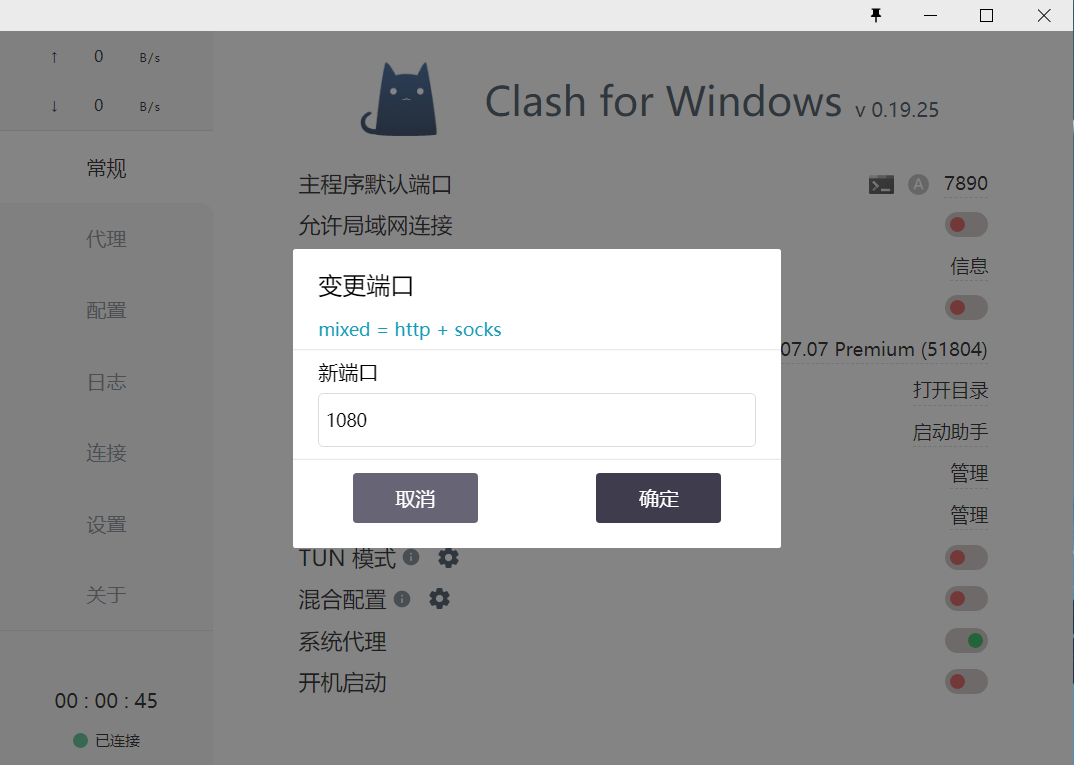 ↑ 0 B/s
↓ 0 B/s
常规
代理
配置
日志
连接
设置
关于
00 : 00 : 45
已连接
Clash for Windows v 0.19.25
主程序默认端口 A 7890
允许局域网连接
信息
07.07 Premium (51804)
打开目录
启动助手
管理
管理
变更端口
mixed = http + socks
新端口
1080
取消 确定
TUN 模式
混合配置
系统代理
开机启动